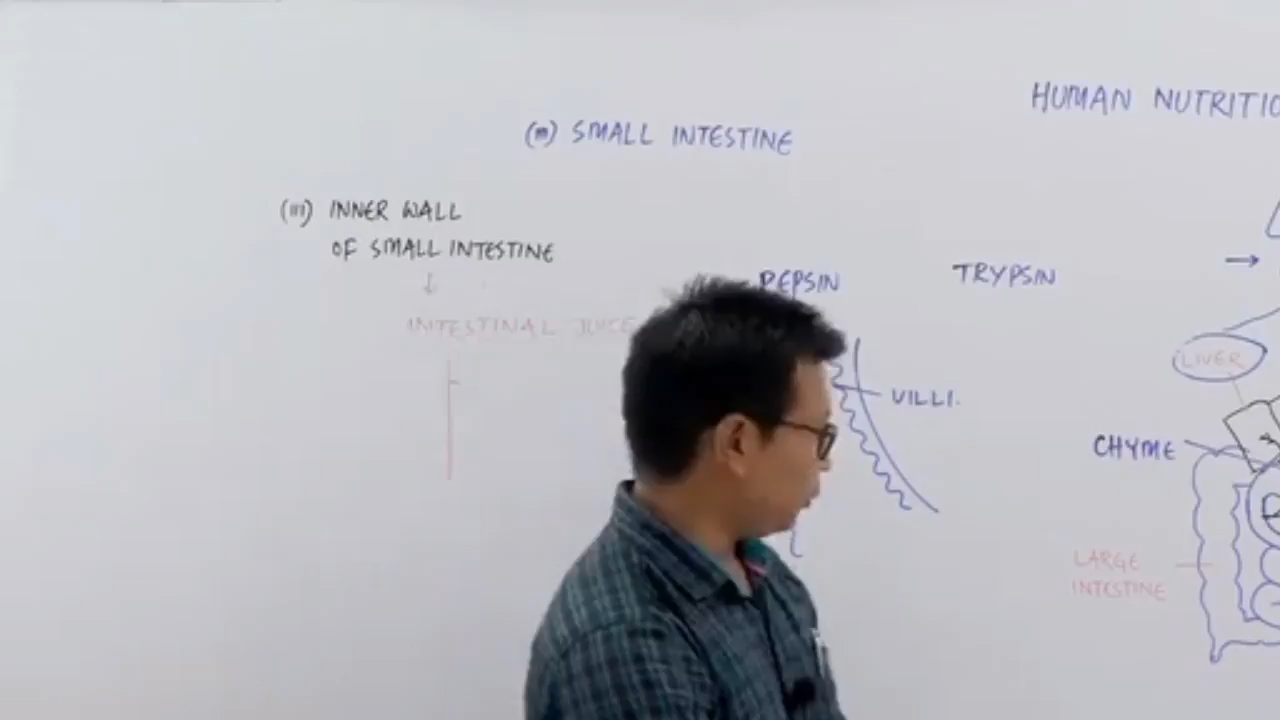 HUMAN NUTRITIO
SMALL INTESTINE
(III) INNER WALL
OF SMALL INTESTINE
INTESTINAL JUICE
PEPSIN
TRYPSIN
VILLI.
LIVER
CHYME
LARGE
INTESTINE